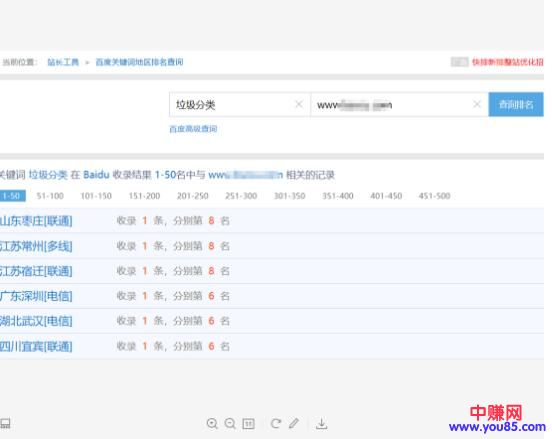 当前位置: 站长工具 » 百度关键词地区排名查询 广告 快排新排整站优化招
垃圾分类 × www n × 查询排名
百度高级查询
关键词 垃圾分类 在 Baidu 收录结果 1-50名中与 ww n 相关的记录
1-50 51-100 101-150 151-200 201-250 251-300 301-350 351-400 401-450 451-500
山东枣庄[联通] 收录 1 条, 分别第 8 名
江苏常州[多线] 收录 1 条, 分别第 8 名
江苏宿迁[联通] 收录 1 条, 分别第 8 名
广东深圳[电信] 收录 1 条, 分别第 6 名
湖北武汉[电信] 收录 1 条, 分别第 6 名
四川宜宾[联通] 收录 1 条, 分别第 6 名
中赚网
www.you85.com